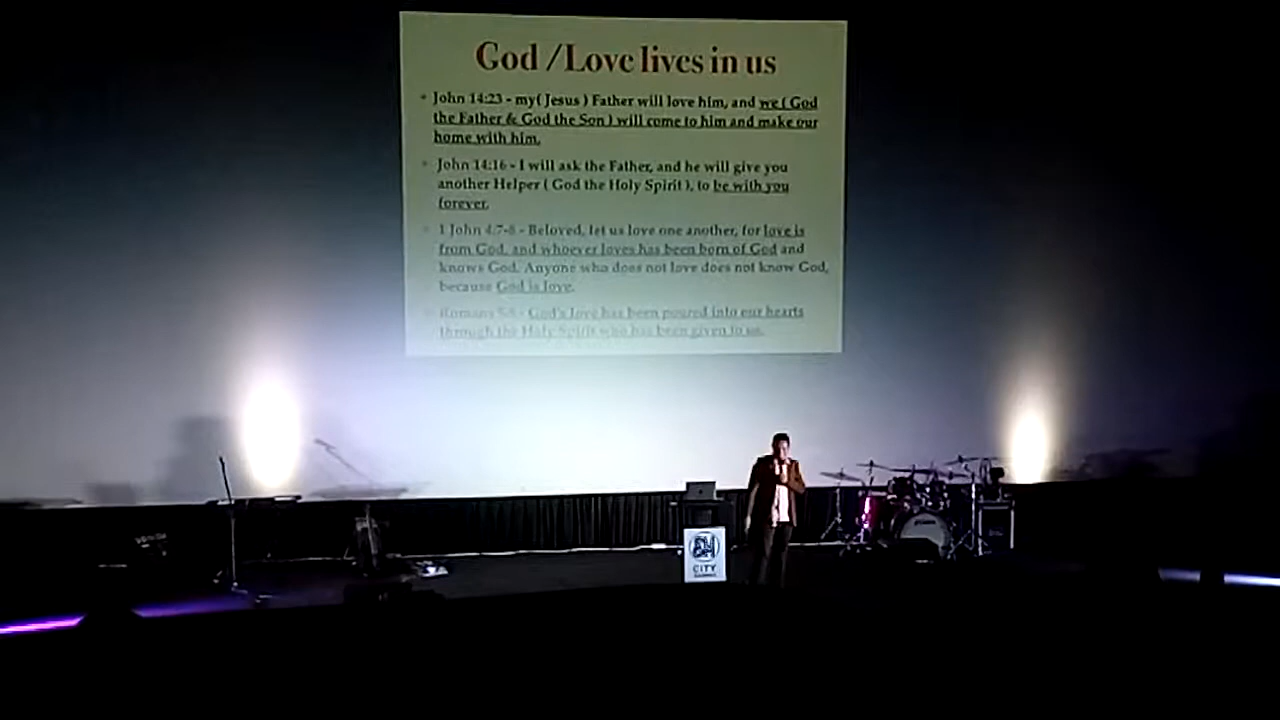 God /Love lives in us
• John 14:23 - my( Jesus ) Father will love him, and we ( God
the Father & God the Son ) will come to him and make our
home with him.
• John 14:16 - I will ask the Father, and he will give you
another Helper ( God the Holy Spirit ), to be with you
forever.
• 1 John 4:7-8 - Beloved, let us love one another, for love is
from God, and whoever loves has been born of God and
knows God. Anyone who does not love does not know God,
because God is love.
• Romans 5:5 - God's love has been poured into our hearts
through the Holy Spirit who has been given to us.
SM
CITY
TAMA